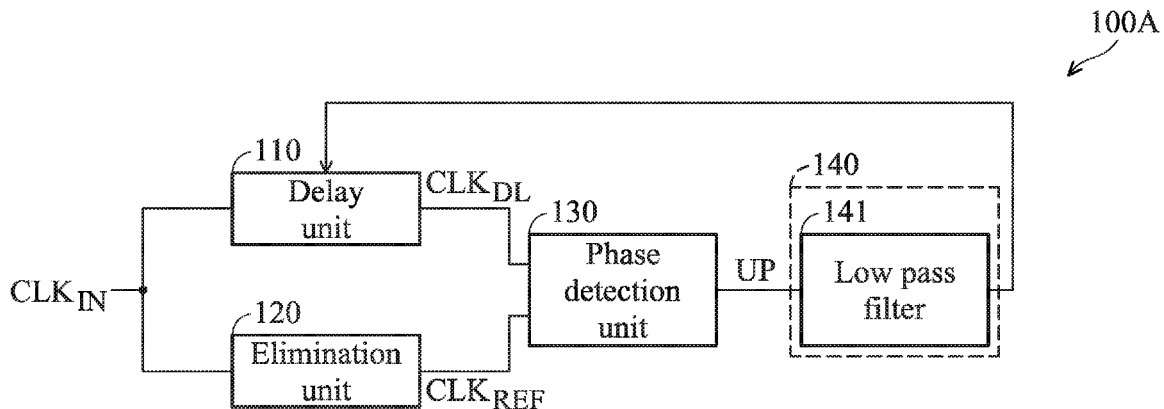 100A
110
Delay
unit
CLK_DL
140
130
141
Phase
detection
unit
UP
Low pass
filter
CLK_IN
120
Elimination
unit
CLK_REF